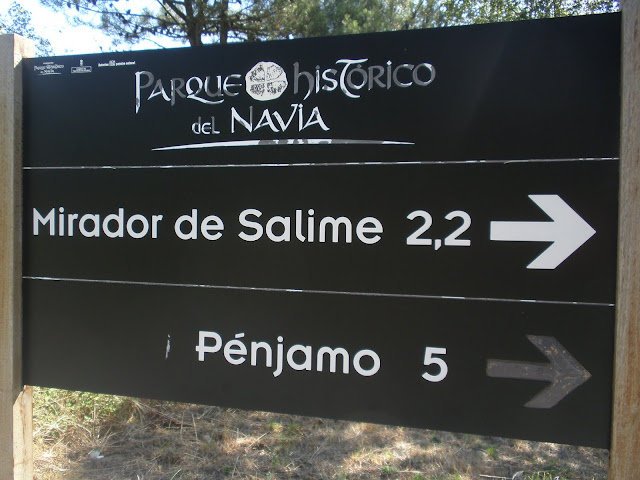 PARQUE HISTÓRICO
DEL NAVIA
Mirador de Salime 2,2
Pénjamo 5